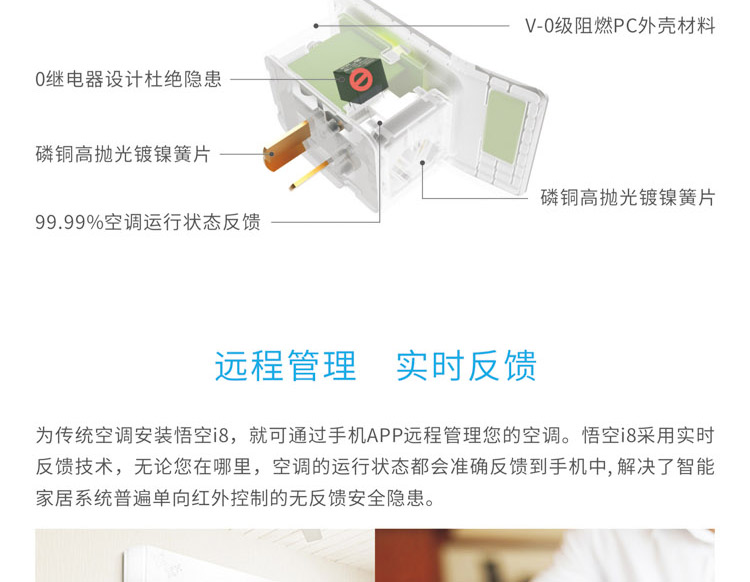 V-0级阻燃PC外壳材料
0继电器设计杜绝隐患
磷铜高抛光镀镍簧片
磷铜高抛光镀镍簧片
99.99%空调运行状态反馈
远程管理 实时反馈
为传统空调安装悟空i8，就可通过手机APP远程管理您的空调。悟空i8采用实时
反馈技术，无论您在哪里，空调的运行状态都会准确反馈到手机中, 解决了智能
家居系统普遍单向红外控制的无反馈安全隐患。